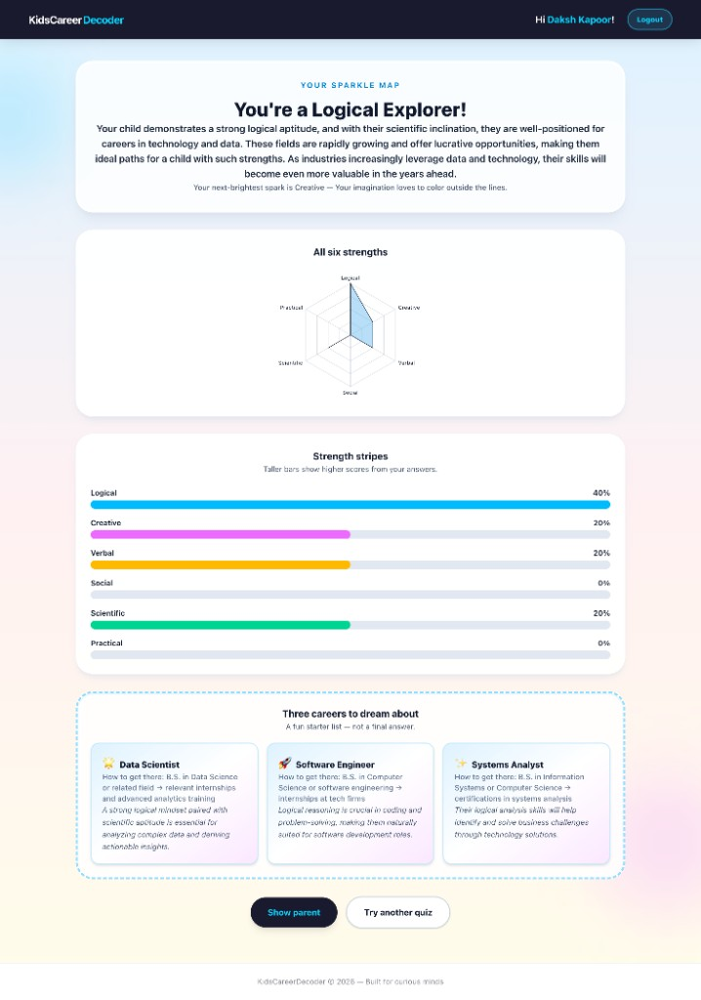 KidsCareerDecoder
Hi Daksh Kapoor!
Logout
YOUR SPARKLE MAP
You're a Logical Explorer!
Your child demonstrates a strong logical aptitude, and with their scientific inclination, they are well-positioned for
careers in technology and data. These fields are rapidly growing and offer lucrative opportunities, making them
ideal paths for a child with such strengths. As industries increasingly leverage data and technology, their skills will
become even more valuable in the years ahead.
Your next-brightest spark is Creative — Your imagination loves to color outside the lines.
All six strengths
Logical
Practical
Creative
Scientific
Verbal
Social
Strength stripes
Taller bars show higher scores from your answers.
Logical 40%
Creative 20%
Verbal 20%
Social 0%
Scientific 20%
Practical 0%
Three careers to dream about
A fun starter list — not a final answer.
Data Scientist
How to get there: B.S. in Data Science
or related field → relevant internships
and advanced analytics training
A strong logical mindset paired with
scientific aptitude is essential for
analyzing complex data and deriving
actionable insights.
Software Engineer
How to get there: B.S. in Computer
Science or software engineering →
internships at tech firms
Logical reasoning is crucial in coding and
problem-solving, making them naturally
suited for software development roles.
Systems Analyst
How to get there: B.S. in Information
Systems or Computer Science →
certifications in systems analysis
Their logical analysis skills will help
identify and solve business challenges
through technology solutions.
Show parent
Try another quiz
KidsCareerDecoder © 2026 — Built for curious minds